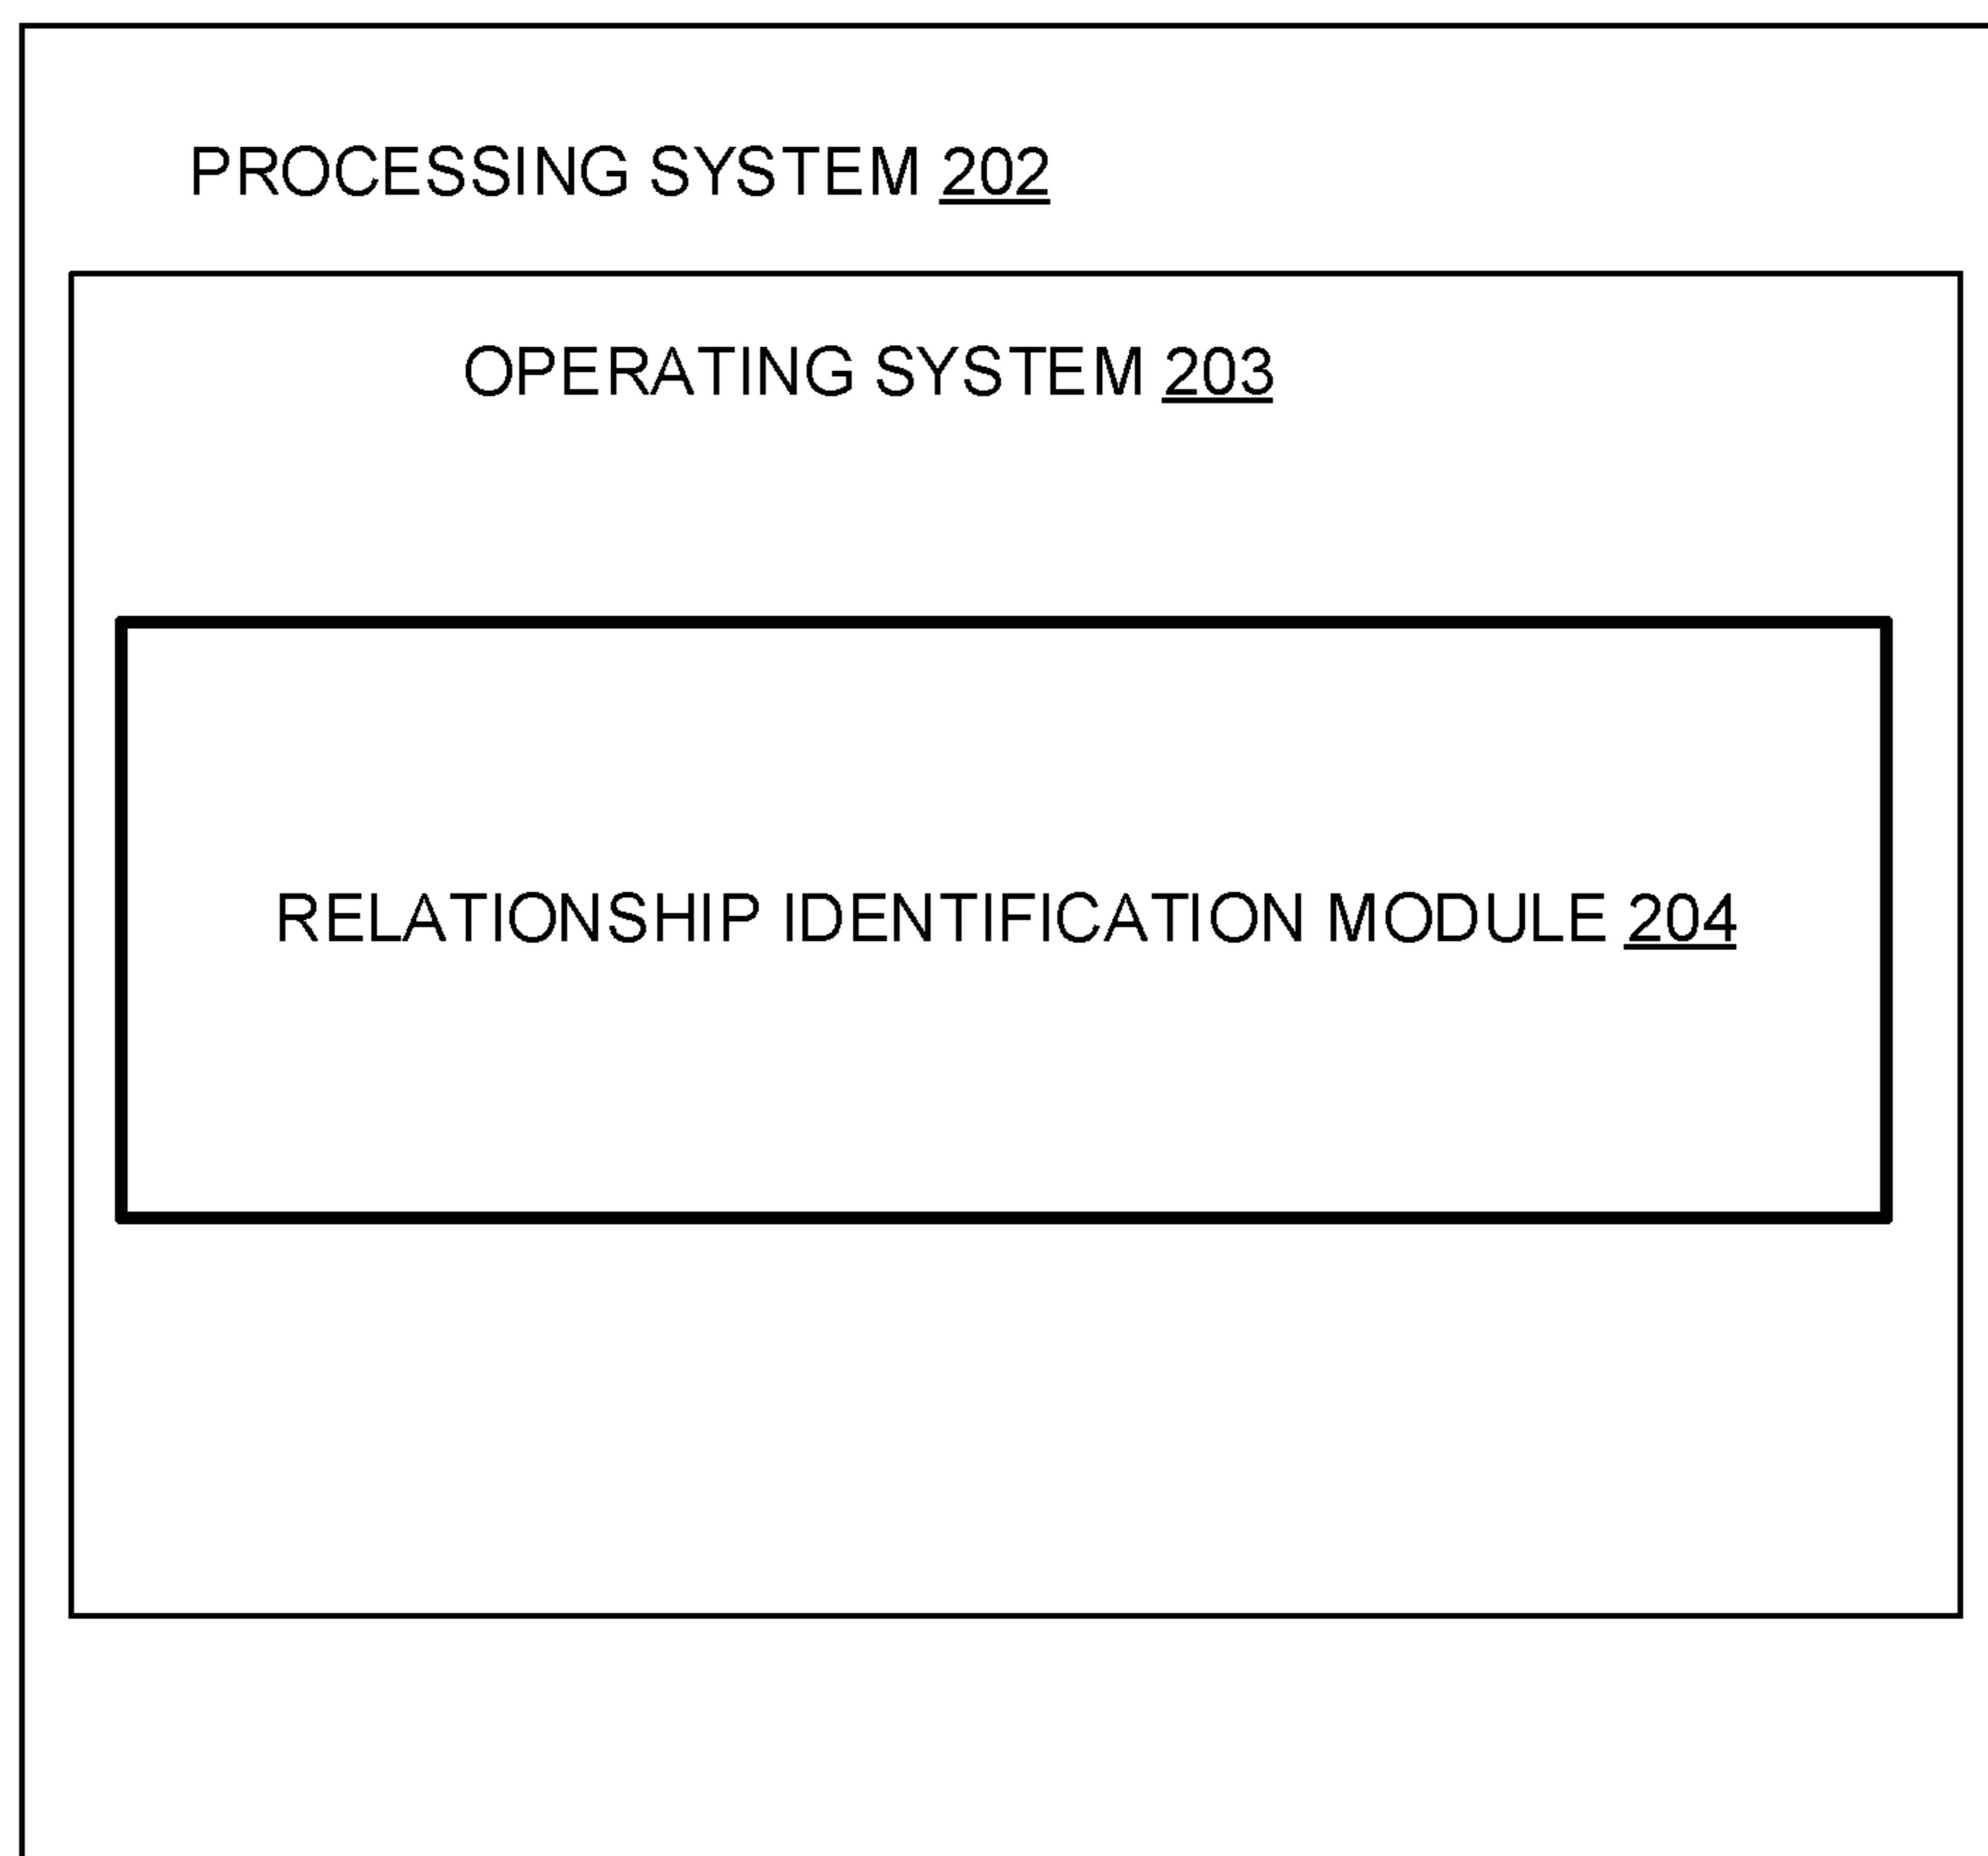 PROCESSING SYSTEM 202
OPERATING SYSTEM 203
RELATIONSHIP IDENTIFICATION MODULE 204